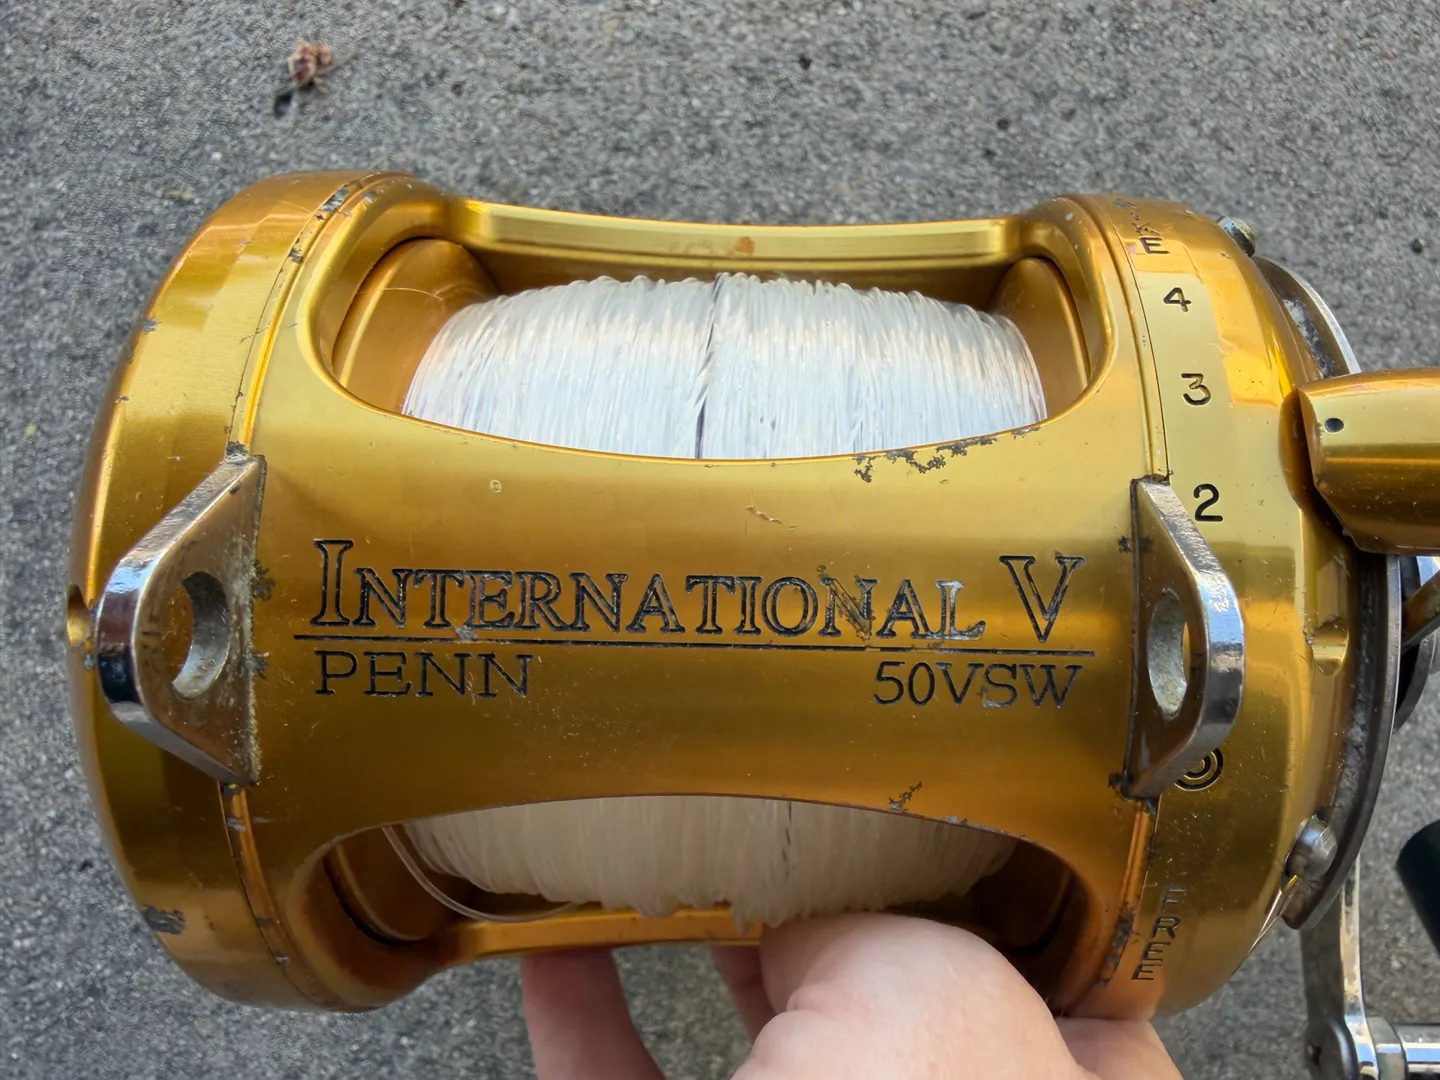 E
4
3
2
INTERNATIONAL V
PENN 50VSW
FREE